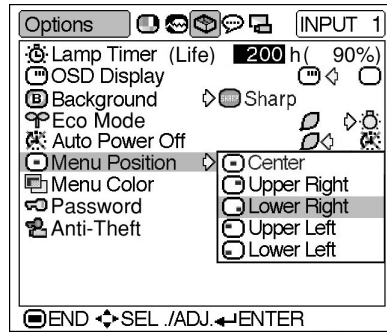 Options INPUT 1
Lamp Timer (Life) 200 h( 90%)
OSD Display
B Background SHARP Sharp
Eco Mode
Auto Power Off
Menu Position Center
Upper Right
Menu Color Lower Right
Password Upper Left
Anti-Theft Lower Left
END SEL ./ADJ. ENTER